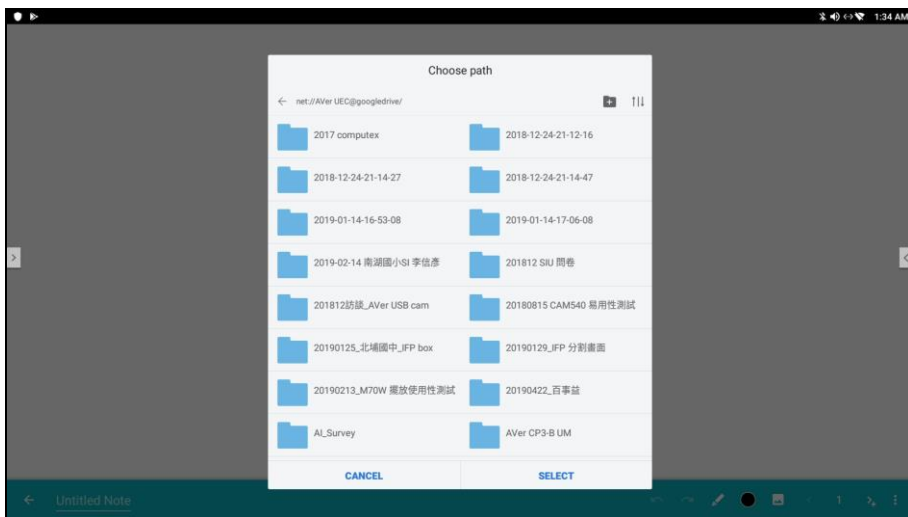 1:34 AM
Choose path
net://AVer UEC@googledrive/
2017 computex
2018-12-24-21-12-16
2018-12-24-21-14-27
2018-12-24-21-14-47
2019-01-14-16-53-08
2019-01-14-17-06-08
2019-02-14 南湖國小SI 李信彥
201812 SIU 問卷
201812訪談_AVer USB cam
20180815 CAM540 易用性測試
20190125_北埔國中_IFP box
20190129_IFP 分割畫面
20190213_M70W 擺放使用性測試
20190422_百事益
AI_Survey
AVer CP3-B UM
CANCEL
SELECT
Untitled Note
1